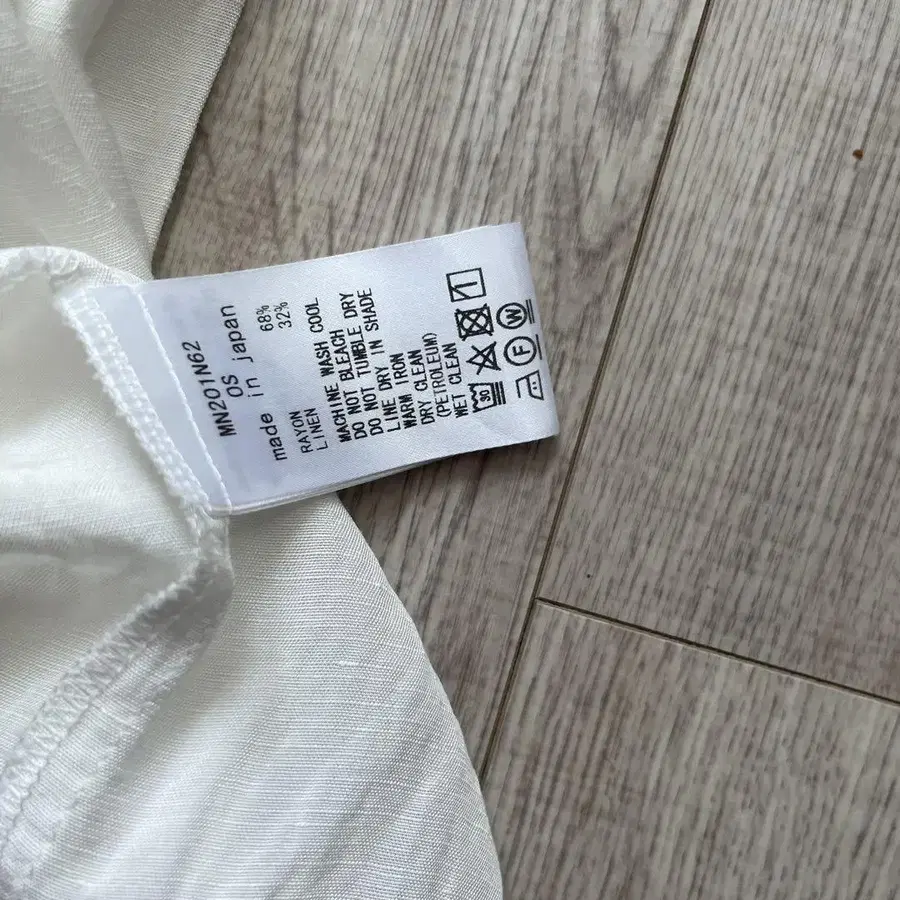 MN201N62
OS
made in japan
RAYON 68%
LINEN 32%
MACHINE WASH COOL
DO NOT BLEACH
DO NOT TUMBLE DRY
LINE DRY IN SHADE
WARM IRON
DRY CLEAN
(PETROLEUM)
WET CLEAN
30
F
W